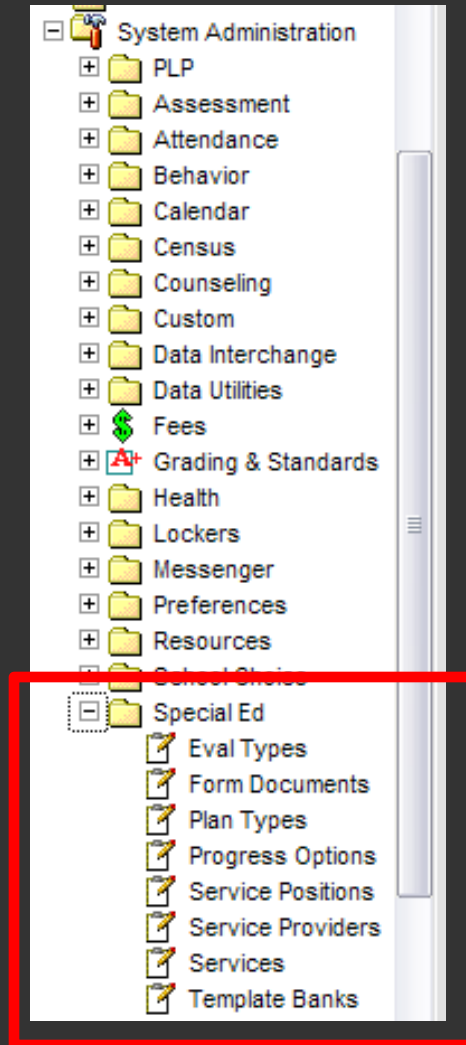 System Administration
PLP
Assessment
Attendance
Behavior
Calendar
Census
Counseling
Custom
Data Interchange
Data Utilities
Fees
Grading & Standards
Health
Lockers
Messenger
Preferences
Resources
School Choice
Special Ed
Eval Types
Form Documents
Plan Types
Progress Options
Service Positions
Service Providers
Services
Template Banks